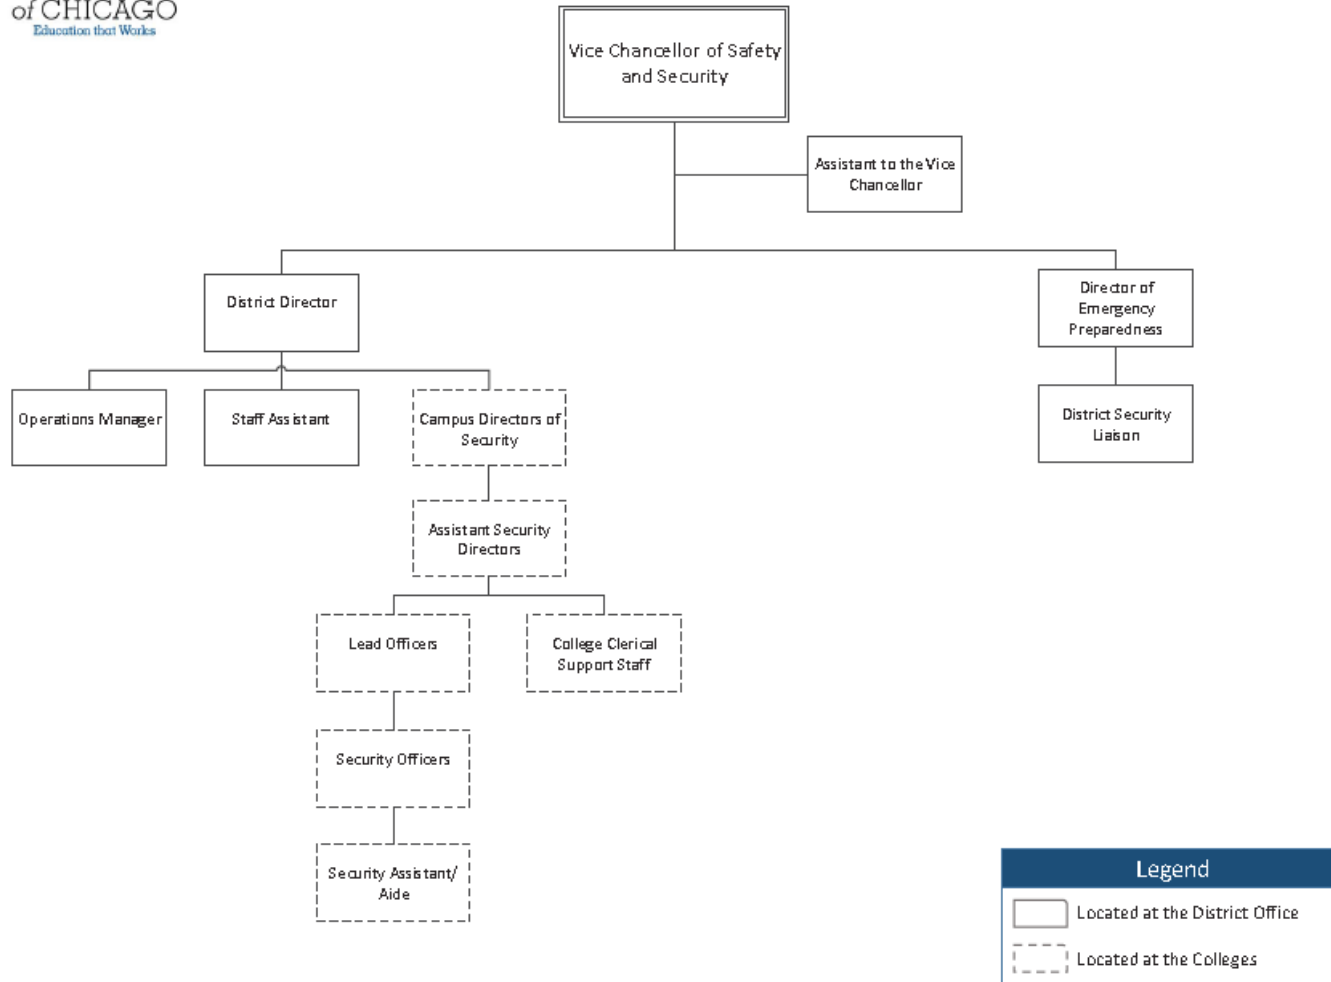 of CHICAGO
Education that Works
Vice Chancellor of Safety
and Security
Assistant to the Vice
Chancellor
District Director
Director of
Emergency
Preparedness
Operations Manager
Staff Assistant
Campus Directors of
Security
District Security
Liaison
Assistant Security
Directors
Lead Officers
College Clerical
Support Staff
Security Officers
Security Assistant/
Aide
Legend
Located at the District Office
Located at the Colleges